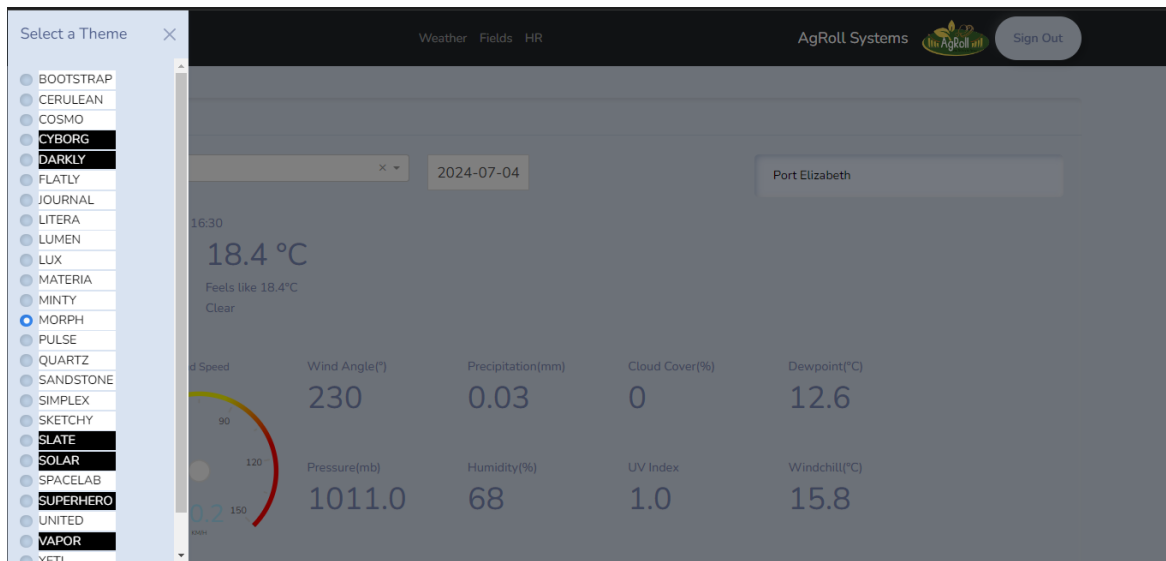 Select a Theme
Weather Fields HR
AgRoll Systems
AgRoll
Sign Out
BOOTSTRAP
CERULEAN
COSMO
CYBORG
DARKLY
FLATLY
JOURNAL
LITERA
LUMEN
LUX
MATERIA
MINTY
MORPH
PULSE
QUARTZ
SANDSTONE
SIMPLEX
SKETCHY
SLATE
SOLAR
SPACELAB
SUPERHERO
UNITED
VAPOR
YETI
2024-07-04
Port Elizabeth
16:30
18.4 °C
Feels like 18.4°C
Clear
d Speed
90
120
150
0.2
Wind Angle(°)
230
Precipitation(mm)
0.03
Cloud Cover(%)
0
Dewpoint(°C)
12.6
Pressure(mb)
1011.0
Humidity(%)
68
UV Index
1.0
Windchill(°C)
15.8